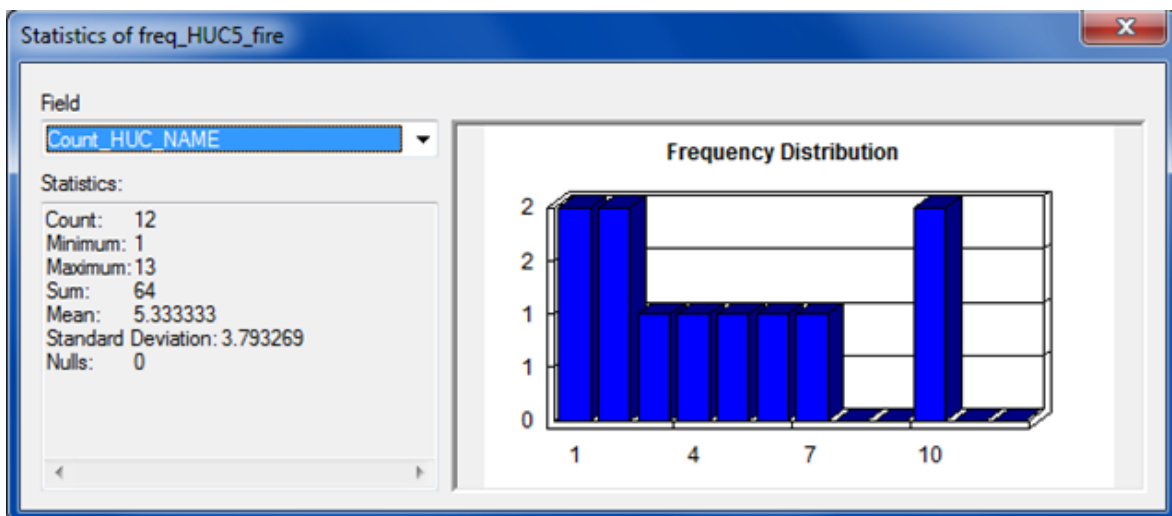 Statistics of freq_HUC5_fire
Field
Count_HUC_NAME
Statistics:
Count: 12
Minimum: 1
Maximum: 13
Sum: 64
Mean: 5.333333
Standard Deviation: 3.793269
Nulls: 0
Frequency Distribution
2
2
1
1
0
1 4 7 10